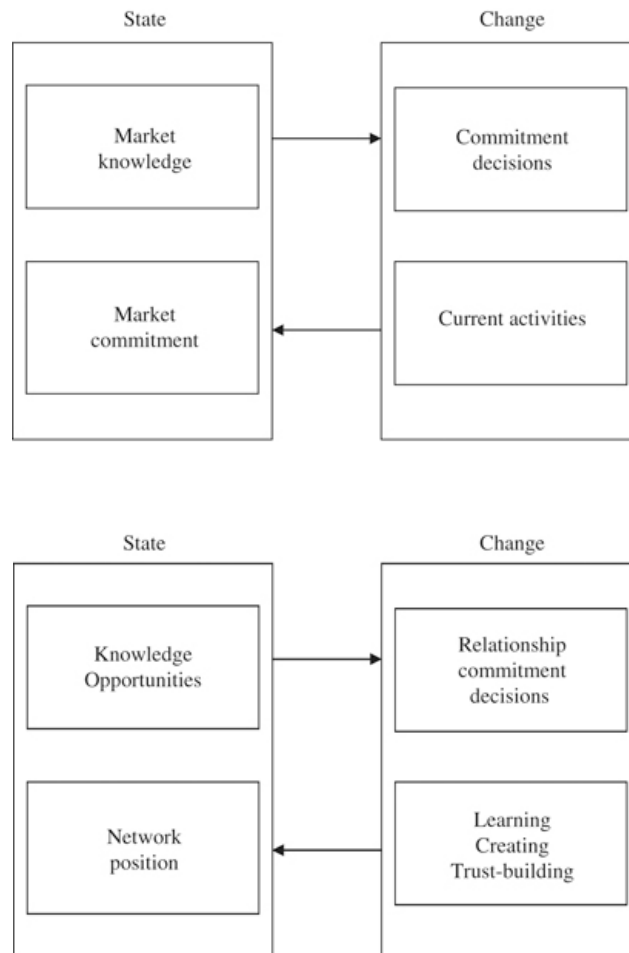 State
Change
Market
knowledge
Commitment
decisions
Market
commitment
Current activities
State
Change
Knowledge
Opportunities
Relationship
commitment
decisions
Network
position
Learning
Creating
Trust-building